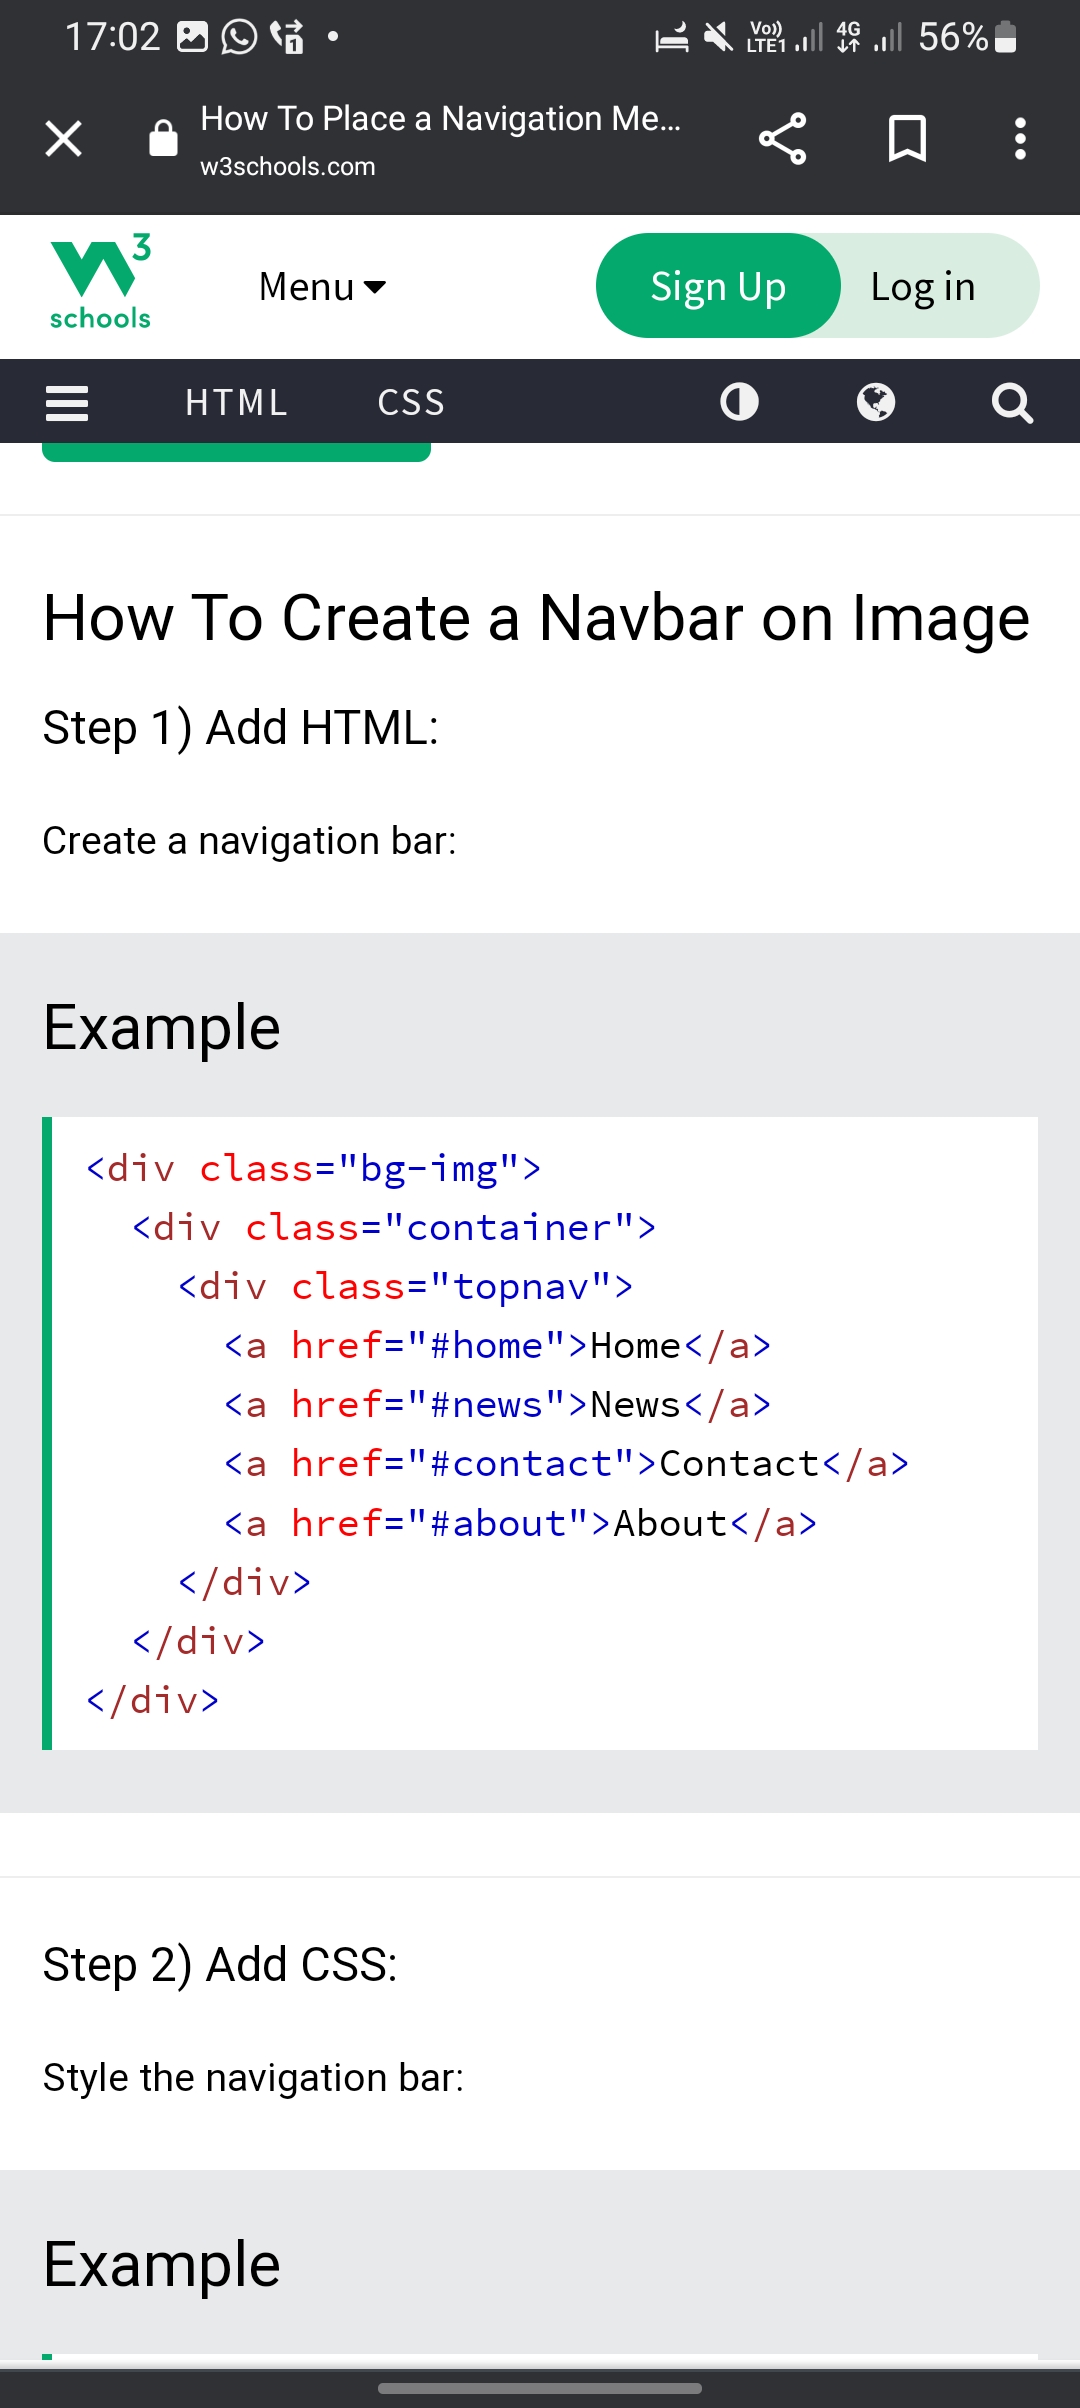 17:02
Vo)) LTE1 4G 56%
How To Place a Navigation Me...
w3schools.com
3
schools
Menu
Sign Up
Log in
HTML
CSS
How To Create a Navbar on Image
Step 1) Add HTML:
Create a navigation bar:
Example
<div class="bg-img">
  <div class="container">
    <div class="topnav">
      <a href="#home">Home</a>
      <a href="#news">News</a>
      <a href="#contact">Contact</a>
      <a href="#about">About</a>
    </div>
  </div>
</div>
Step 2) Add CSS:
Style the navigation bar:
Example